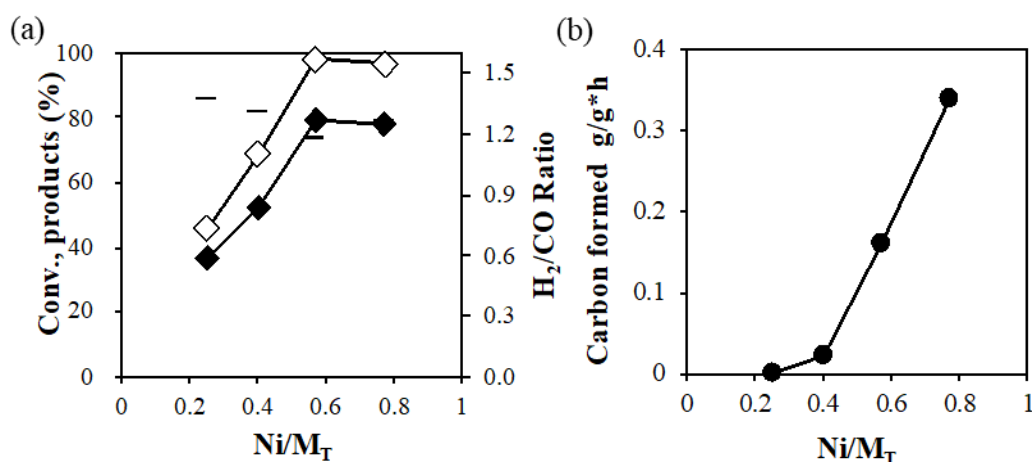 (a)
Conv., products (%)
100
80
60
40
20
0
1.5
1.2
0.9
0.6
0.3
0.0
H2/CO Ratio
0 0.2 0.4 0.6 0.8 1
Ni/MT
(b)
Carbon formed g/g*h
0.4
0.3
0.2
0.1
0
0 0.2 0.4 0.6 0.8 1
Ni/MT